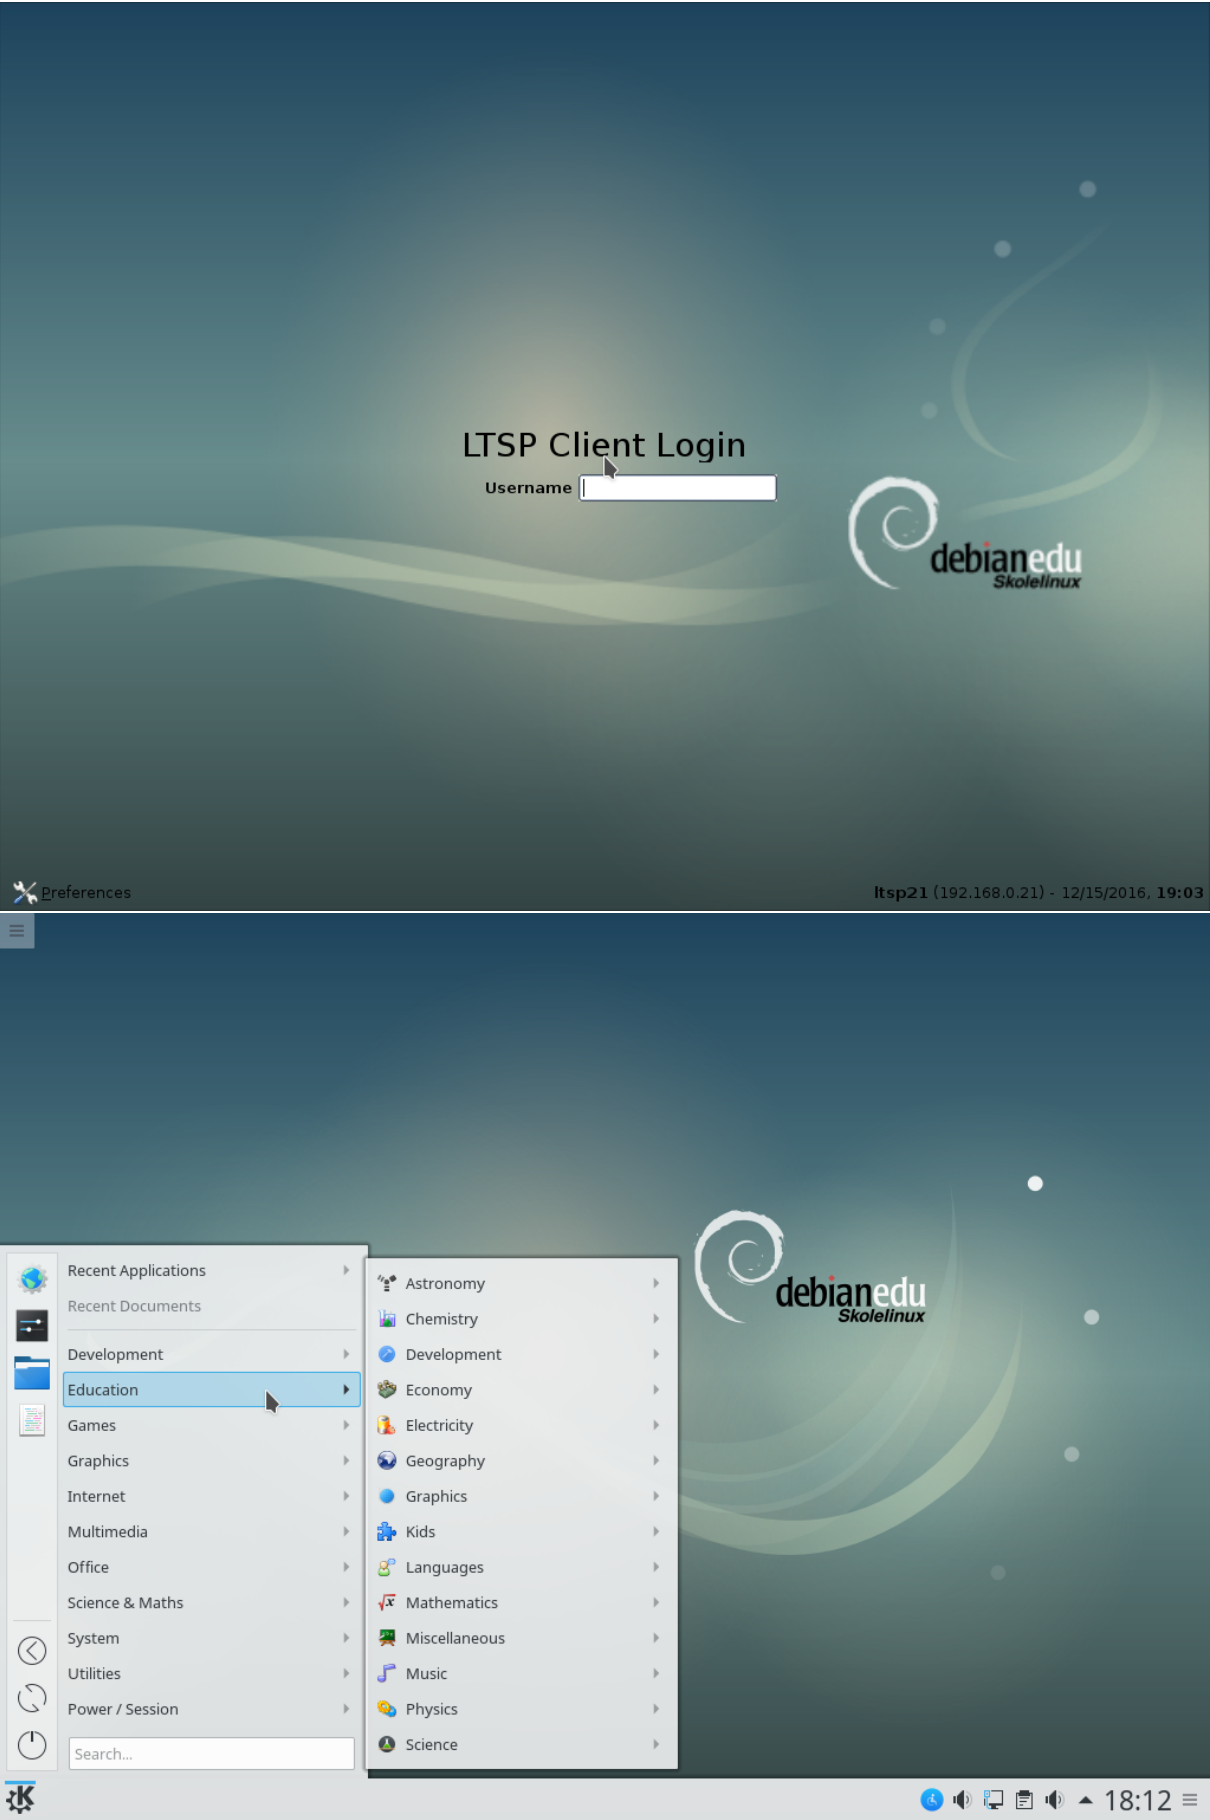 LTSP Client Login
Username
debianedu
Skolelinux
Preferences
ltsp21 (192.168.0.21) - 12/15/2016, 19:03
debianedu
Skolelinux
Recent Applications
Recent Documents
Development
Education
Games
Graphics
Internet
Multimedia
Office
Science & Maths
System
Utilities
Power / Session
Search...
Astronomy
Chemistry
Development
Economy
Electricity
Geography
Graphics
Kids
Languages
Mathematics
Miscellaneous
Music
Physics
Science
18:12